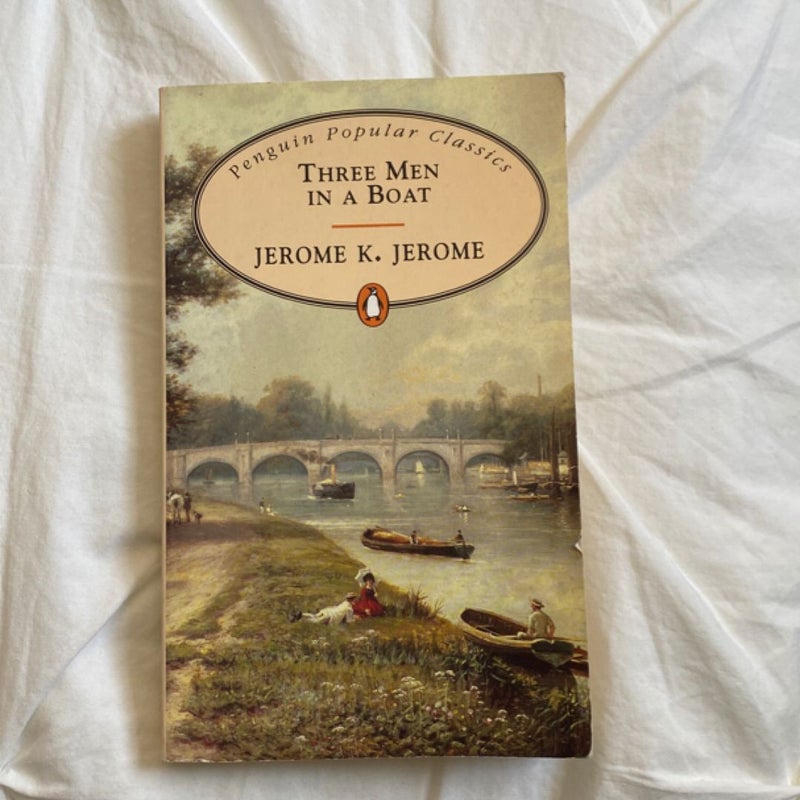 Penguin Popular Classics
THREE MEN
IN A BOAT
JEROME K. JEROME